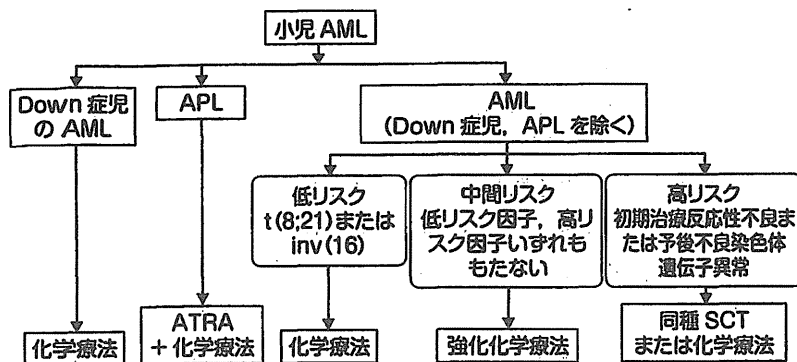 小児 AML
Down 症児
の AML
APL
AML
(Down 症児, APL を除く)
低リスク
t(8;21)または
inv(16)
中間リスク
低リスク因子, 高リ
スク因子いずれも
もたない
高リスク
初期治療反応性不良ま
たは予後不良染色体
遺伝子異常
化学療法
ATRA
+ 化学療法
化学療法
強化化学療法
同種 SCT
または化学療法